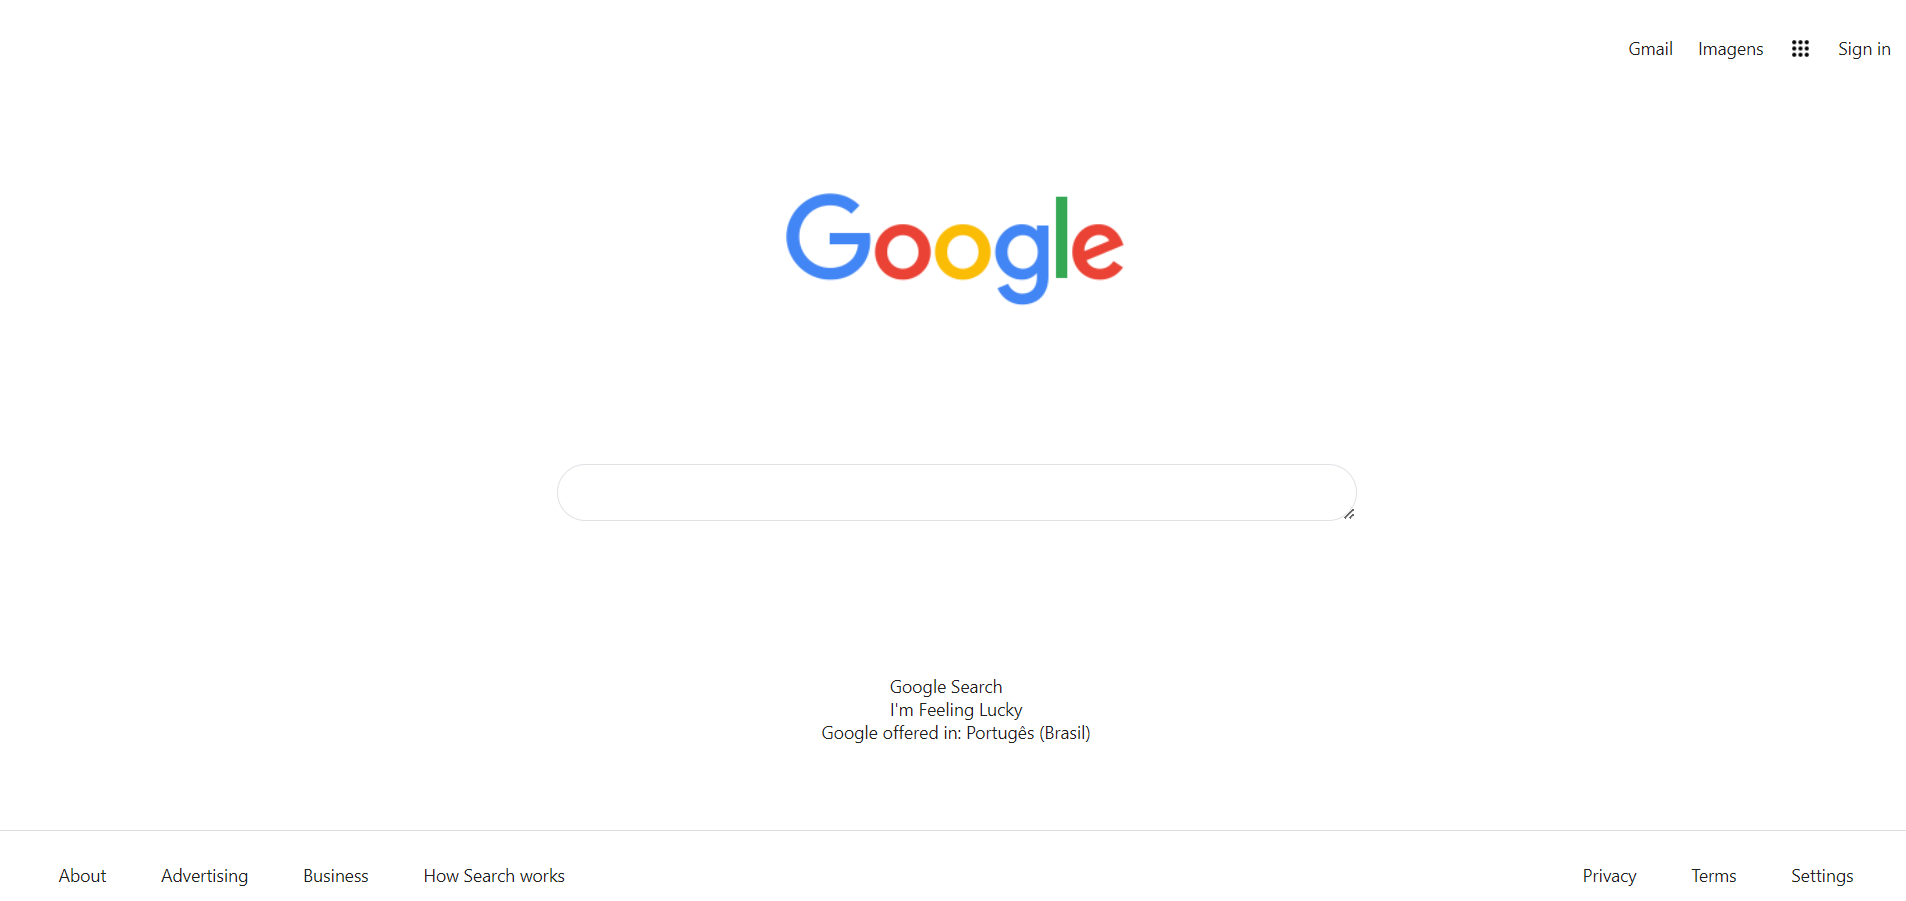 Gmail Imagens Sign in
Google
Google Search
I'm Feeling Lucky
Google offered in: Portugês (Brasil)
About Advertising Business How Search works Privacy Terms Settings